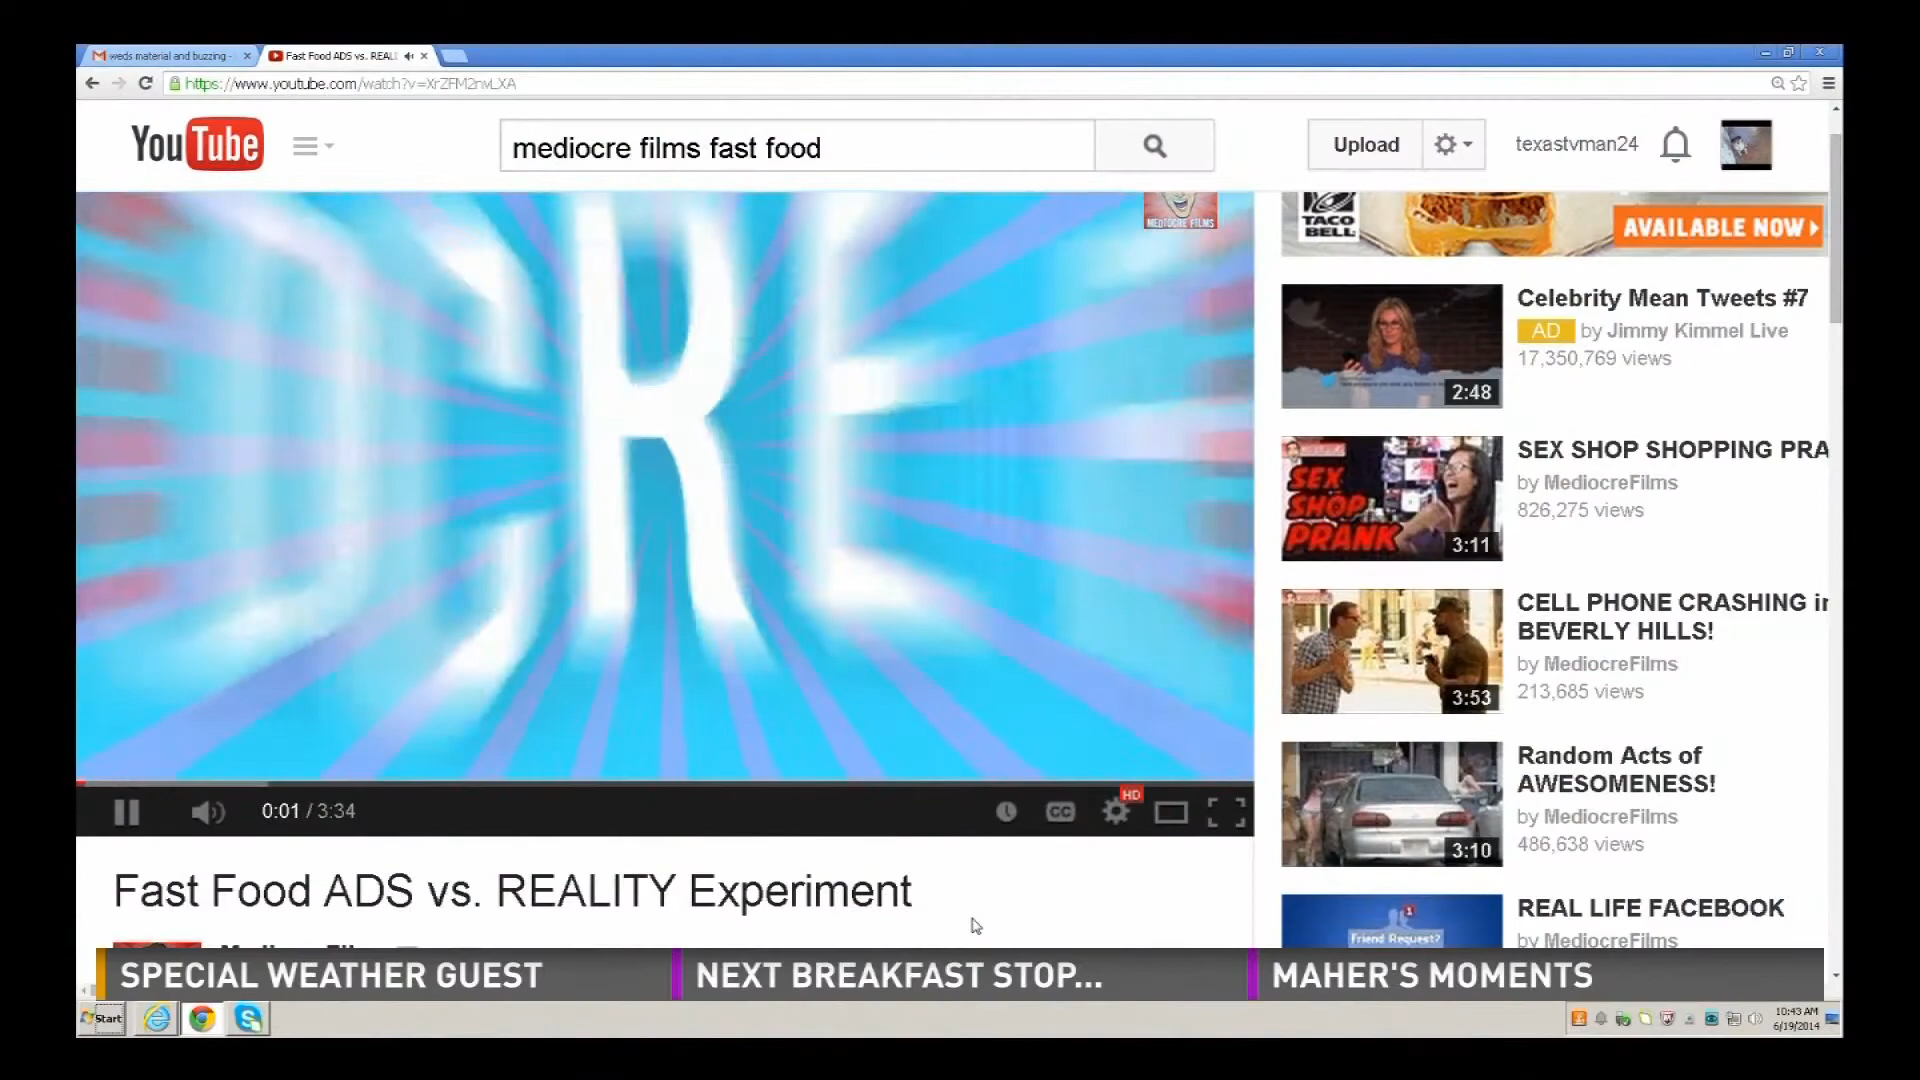 weds material and buzzing -
Fast Food ADS vs. REAL
https://www.youtube.com/watch?v=XrZFM2nvLXA
YouTube
mediocre films fast food
Upload
texastvman24
CRE
MEDIOCRE FILMS
TACO
BELL
AVAILABLE NOW
Celebrity Mean Tweets #7
AD by Jimmy Kimmel Live
17,350,769 views
2:48
SEX SHOP SHOPPING PRA
by MediocreFilms
826,275 views
SEX
SHOP
PRANK
3:11
CELL PHONE CRASHING in
BEVERLY HILLS!
by MediocreFilms
213,685 views
3:53
Random Acts of
AWESOMENESS!
by MediocreFilms
486,638 views
3:10
REAL LIFE FACEBOOK
by MediocreFilms
Friend Request?
1
0:01 / 3:34
CC
HD
Fast Food ADS vs. REALITY Experiment
SPECIAL WEATHER GUEST
NEXT BREAKFAST STOP...
MAHER'S MOMENTS
Start
10:43 AM
6/19/2014